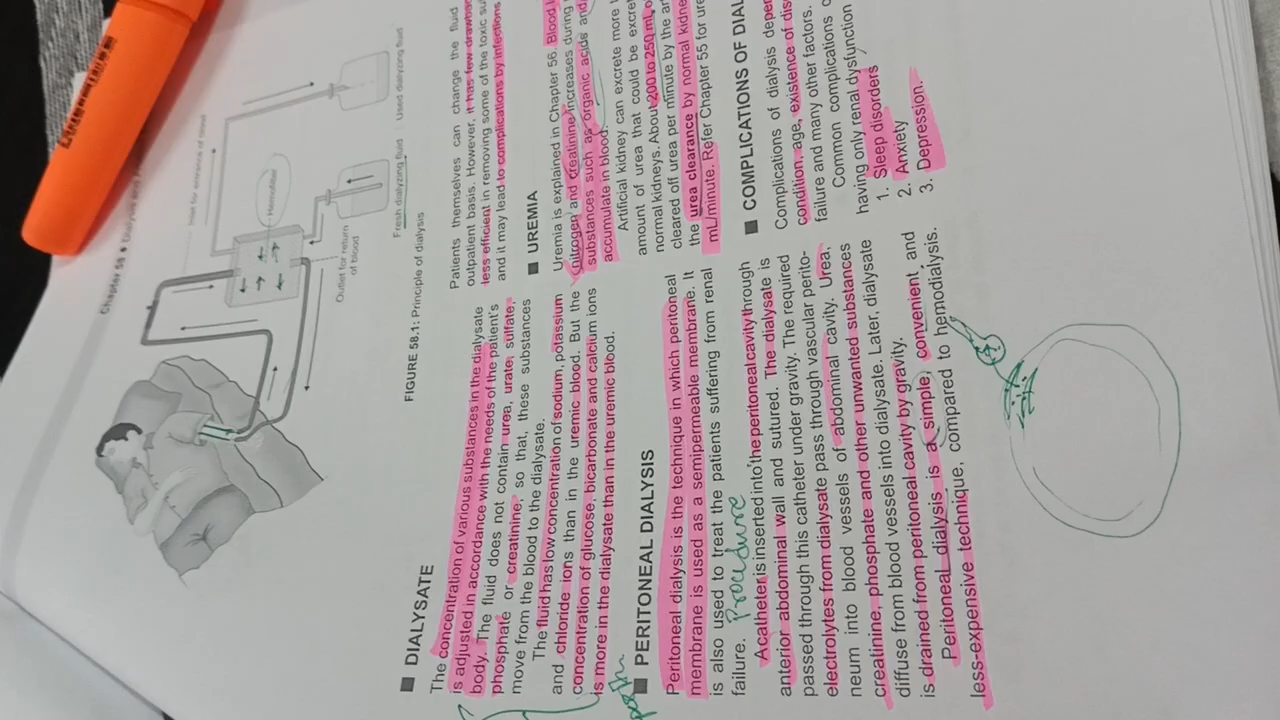 Chapter 58
Inlet for entrance of blood
Hemofilter
Outlet for return
of blood
Fresh dialyzing fluid
Used dialyzing fluid
FIGURE 58.1: Principle of dialysis
DIALYSATE
The concentration of various substances in the dialysate
is adjusted in accordance with the needs of the patient's
body. The fluid does not contain urea, urate, sulfate,
phosphate or creatinine, so that, these substances
move from the blood to the dialysate.
The fluid has low concentration of sodium, potassium
and chloride ions than in the uremic blood. But the
concentration of glucose, bicarbonate and calcium ions
is more in the dialysate than in the uremic blood.
PERITONEAL DIALYSIS
Peritoneal dialysis is the technique in which peritoneal
membrane is used as a semipermeable membrane. It
is also used to treat the patients suffering from renal
failure. Procedure
A catheter is inserted into the peritoneal cavity through
anterior abdominal wall and sutured. The dialysate is
passed through this catheter under gravity. The required
electrolytes from dialysate pass through vascular perito-
neum into blood vessels of abdominal cavity. Urea,
creatinine, phosphate and other unwanted substances
diffuse from blood vessels into dialysate. Later, dialysate
is drained from peritoneal cavity by gravity.
Peritoneal dialysis is a simple, convenient and
less-expensive technique, compared to hemodialysis.
Patients themselves can change the fluid
outpatient basis. However, it has few drawbac
less efficient in removing some of the toxic su
and it may lead to complications by infections
UREMIA
Uremia is explained in Chapter 56. Blood
nitrogen and creatinine increases during
substances such as organic acids and
accumulate in blood.
Artificial kidney can excrete more
amount of urea that could be excre
normal kidneys. About 200 to 250 mL o
cleared off urea per minute by the ar
the urea clearance by normal kidne
mL/minute. Refer Chapter 55 for ure
COMPLICATIONS OF DIAL
Complications of dialysis depen
condition, age, existence of dis
failure and many other factors.
Common complications o
having only renal dysfunction
1. Sleep disorders
2. Anxiety
3. Depression.